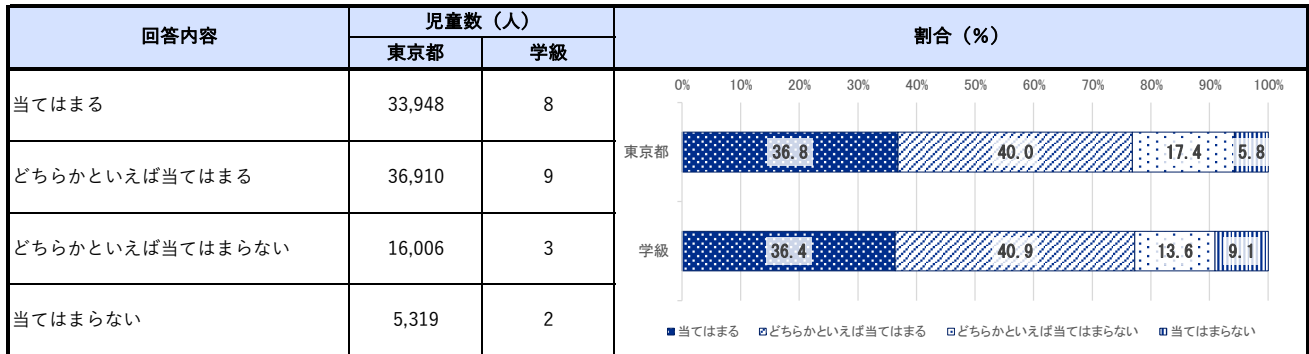 回答内容 児童数（人） 割合（%）
東京都 学級
当てはまる 33,948 8
どちらかといえば当てはまる 36,910 9
どちらかといえば当てはまらない 16,006 3
当てはまらない 5,319 2
0% 10% 20% 30% 40% 50% 60% 70% 80% 90% 100%
東京都 36.8 40.0 17.4 5.8
学級 36.4 40.9 13.6 9.1
当てはまる どちらかといえば当てはまる どちらかといえば当てはまらない 当てはまらない